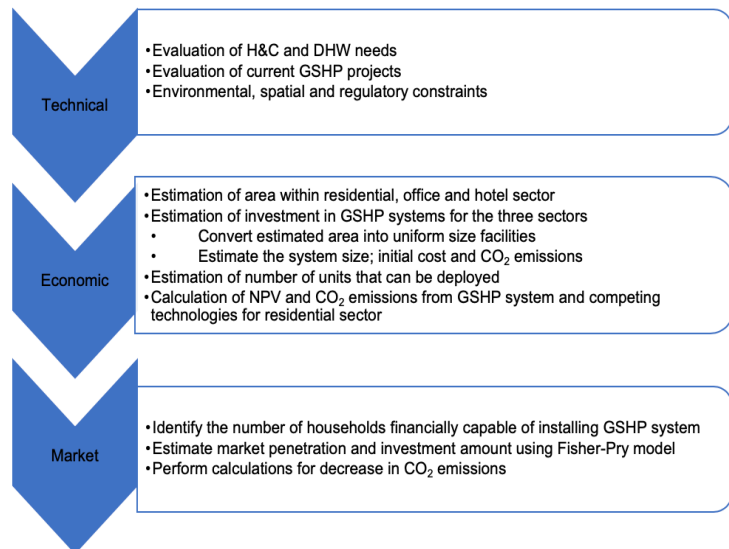 Technical
•Evaluation of H&C and DHW needs
•Evaluation of current GSHP projects
•Environmental, spatial and regulatory constraints
Economic
•Estimation of area within residential, office and hotel sector
•Estimation of investment in GSHP systems for the three sectors
• Convert estimated area into uniform size facilities
• Estimate the system size; initial cost and CO₂ emissions
•Estimation of number of units that can be deployed
•Calculation of NPV and CO₂ emissions from GSHP system and competing
technologies for residential sector
Market
•Identify the number of households financially capable of installing GSHP system
•Estimate market penetration and investment amount using Fisher-Pry model
•Perform calculations for decrease in CO₂ emissions